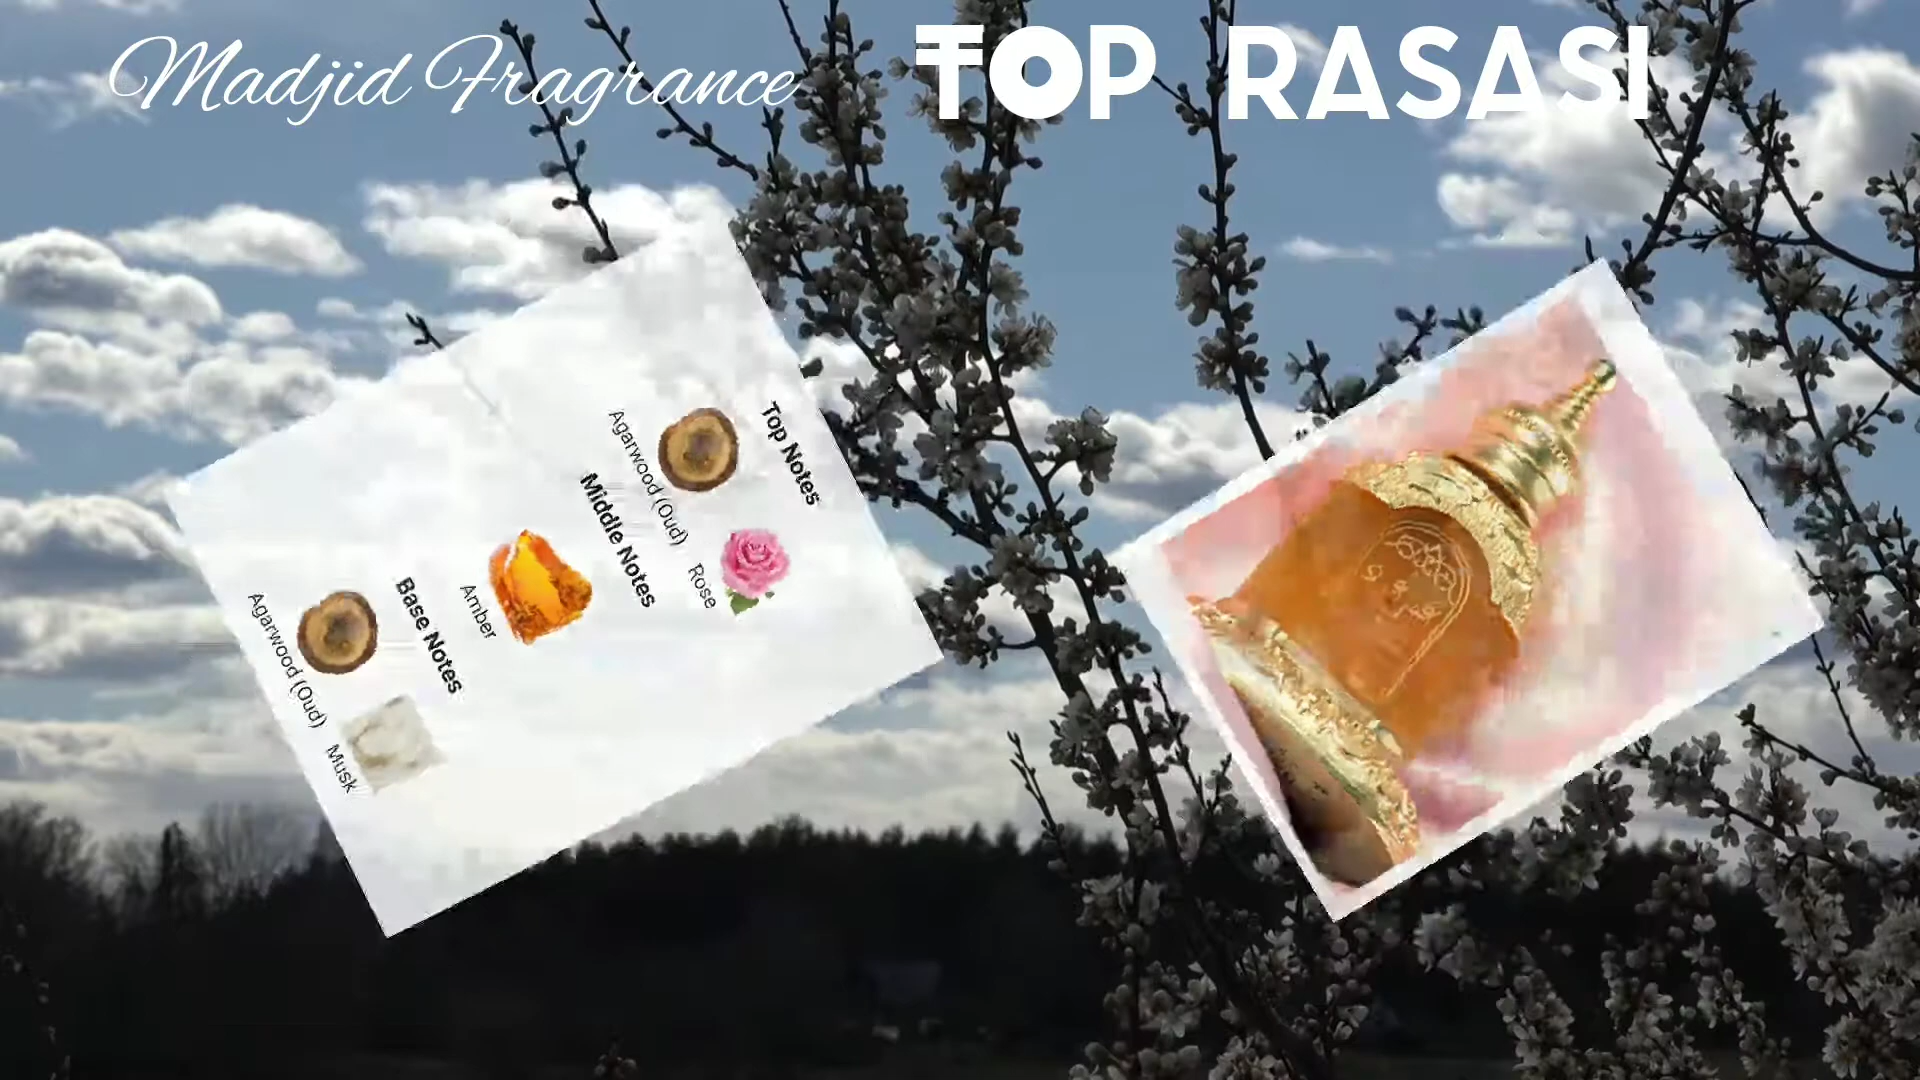 Madjid Fragrance
TOP RASASI
Top Notes
Agarwood (Oud)
Rose
Middle Notes
Amber
Base Notes
Agarwood (Oud)
Musk